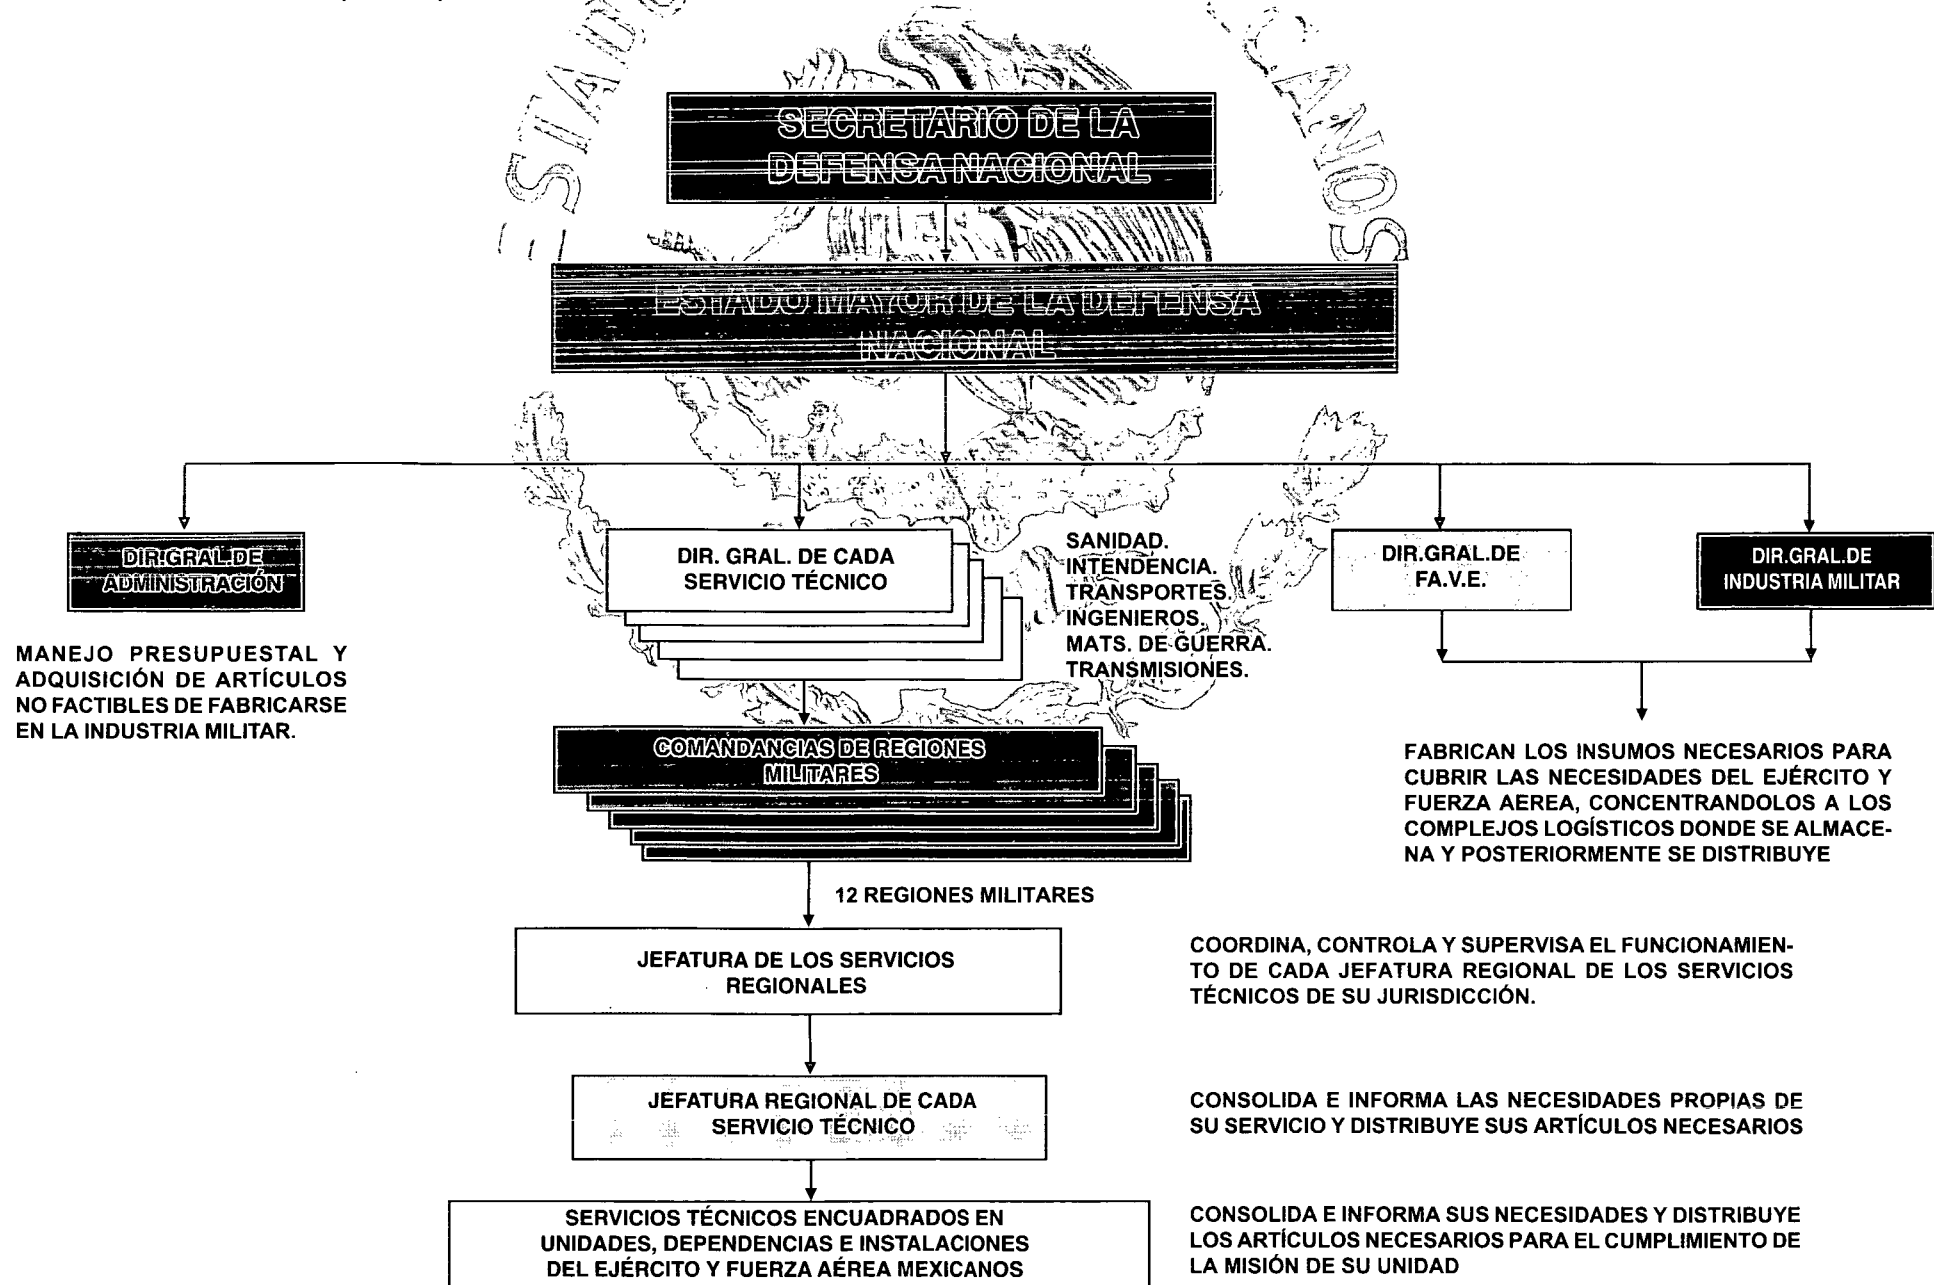 ESTAD
CANOS
SECRETARIO DE LA
DEFENSA NACIONAL
ESTADO MAYOR DE LA DEFENSA
NACIONAL
DIR.GRAL.DE
ADMINISTRACIÓN
MANEJO PRESUPUESTAL Y
ADQUISICIÓN DE ARTÍCULOS
NO FACTIBLES DE FABRICARSE
EN LA INDUSTRIA MILITAR.
DIR. GRAL. DE CADA
SERVICIO TÉCNICO
SANIDAD.
INTENDENCIA.
TRANSPORTES.
INGENIEROS.
MATS. DE GUERRA.
TRANSMISIONES.
DIR.GRAL.DE
FA.V.E.
DIR.GRAL.DE
INDUSTRIA MILITAR
FABRICAN LOS INSUMOS NECESARIOS PARA
CUBRIR LAS NECESIDADES DEL EJÉRCITO Y
FUERZA AEREA, CONCENTRANDOLOS A LOS
COMPLEJOS LOGÍSTICOS DONDE SE ALMACE-
NA Y POSTERIORMENTE SE DISTRIBUYE
COMANDANCIAS DE REGIONES
MILITARES
12 REGIONES MILITARES
JEFATURA DE LOS SERVICIOS
REGIONALES
COORDINA, CONTROLA Y SUPERVISA EL FUNCIONAMIEN-
TO DE CADA JEFATURA REGIONAL DE LOS SERVICIOS
TÉCNICOS DE SU JURISDICCIÓN.
JEFATURA REGIONAL DE CADA
SERVICIO TÉCNICO
CONSOLIDA E INFORMA LAS NECESIDADES PROPIAS DE
SU SERVICIO Y DISTRIBUYE SUS ARTÍCULOS NECESARIOS
SERVICIOS TÉCNICOS ENCUADRADOS EN
UNIDADES, DEPENDENCIAS E INSTALACIONES
DEL EJÉRCITO Y FUERZA AÉREA MEXICANOS
CONSOLIDA E INFORMA SUS NECESIDADES Y DISTRIBUYE
LOS ARTÍCULOS NECESARIOS PARA EL CUMPLIMIENTO DE
LA MISIÓN DE SU UNIDAD